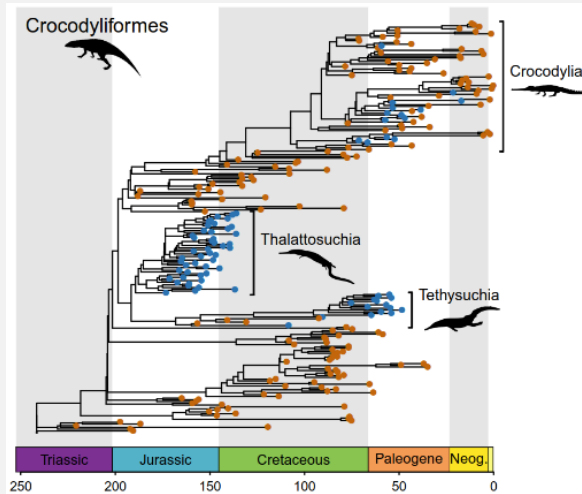 Crocodyliformes
Crocodylia
Thalattosuchia
Tethysuchia
Triassic Jurassic Cretaceous Paleogene Neog.
250 200 150 100 50 0